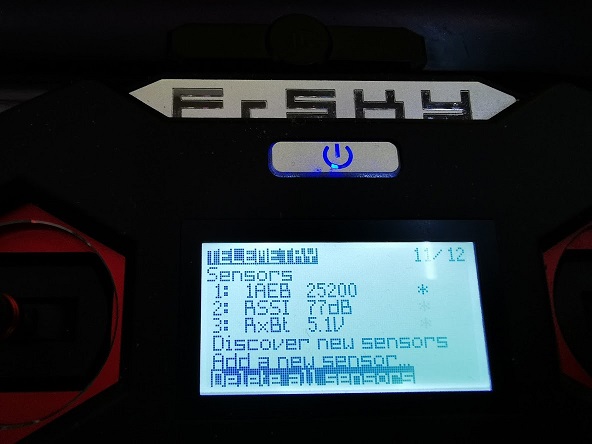 FrSky
TELEMETRY 11/12
Sensors
1: 1AEB 25200 *
2: RSSI 77dB *
3: RxBt 5.1V *
Discover new sensors
Add a new sensor...
Delete all sensors